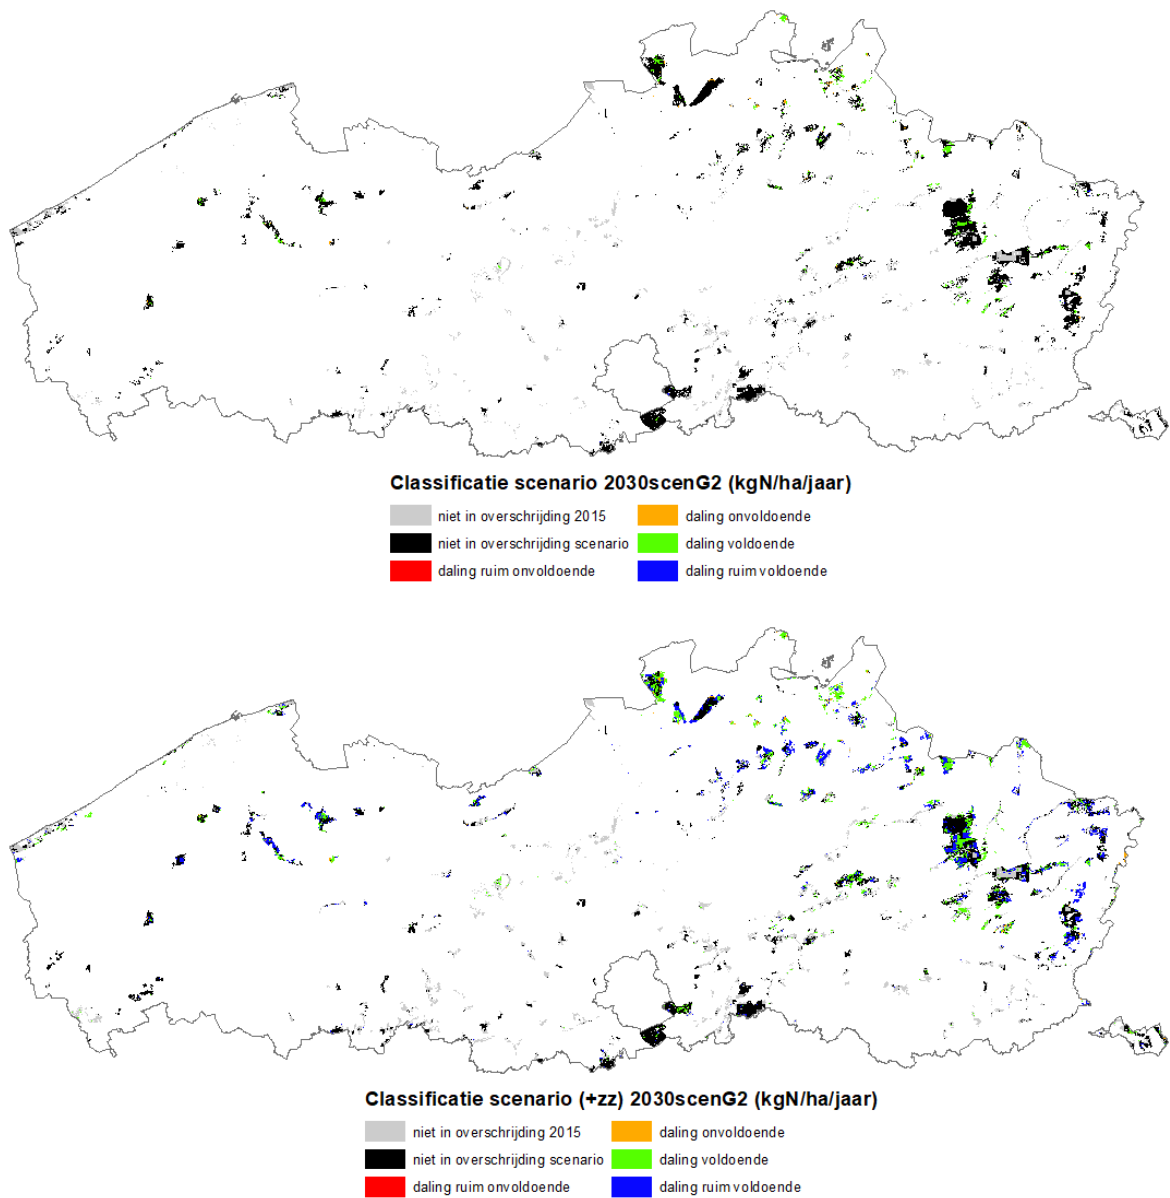 Classificatie scenario 2030scenG2 (kgN/ha/jaar)
niet in overschrijding 2015
daling onvoldoende
niet in overschrijding scenario
daling voldoende
daling ruim onvoldoende
daling ruim voldoende
Classificatie scenario (+zz) 2030scenG2 (kgN/ha/jaar)
niet in overschrijding 2015
daling onvoldoende
niet in overschrijding scenario
daling voldoende
daling ruim onvoldoende
daling ruim voldoende